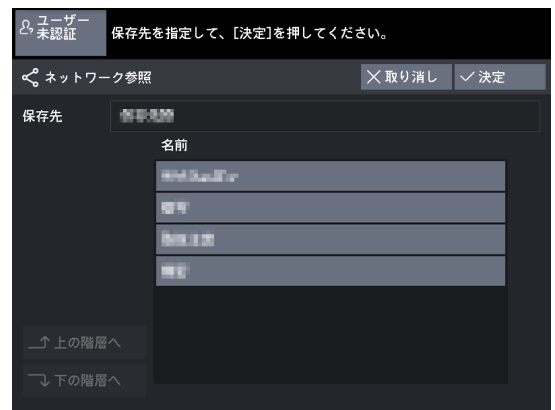 ユーザー
未認証
保存先を指定して、[決定]を押してください。
ネットワーク参照
取り消し
決定
保存先
名前
上の階層へ
下の階層へ